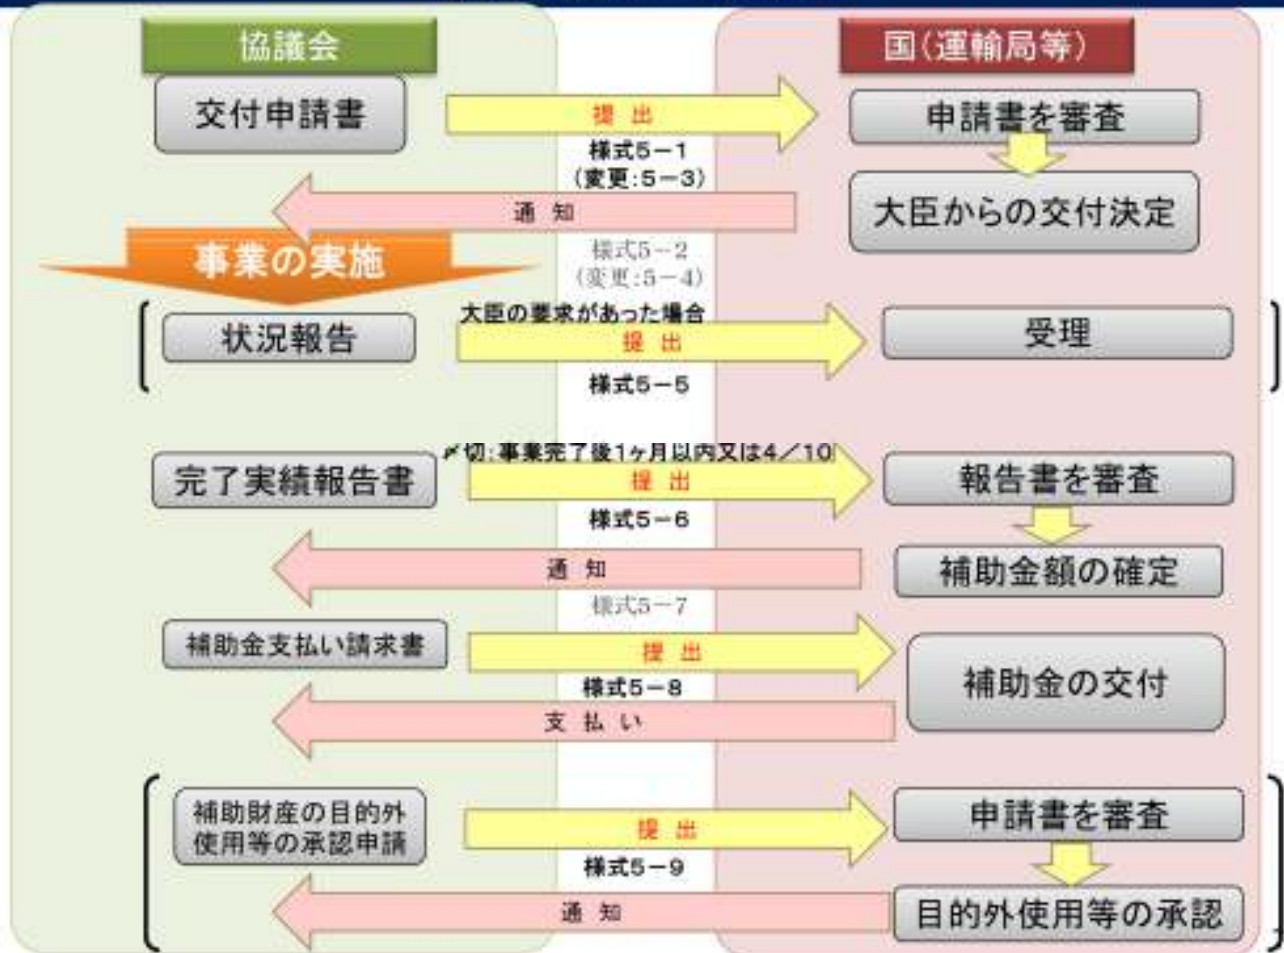 協議会
国(運輸局等)
交付申請書
提 出
申請書を審査
様式5-1
(変更:5-3)
通 知
大臣からの交付決定
事業の実施
様式5-2
(変更:5-4)
大臣の要求があった場合
状況報告
提 出
受理
様式5-5
〆切:事業完了後1ヶ月以内又は4/10
完了実績報告書
提 出
報告書を審査
様式5-6
通 知
補助金額の確定
様式5-7
補助金支払い請求書
提 出
補助金の交付
様式5-8
支 払 い
補助財産の目的外
使用等の承認申請
提 出
申請書を審査
様式5-9
通 知
目的外使用等の承認